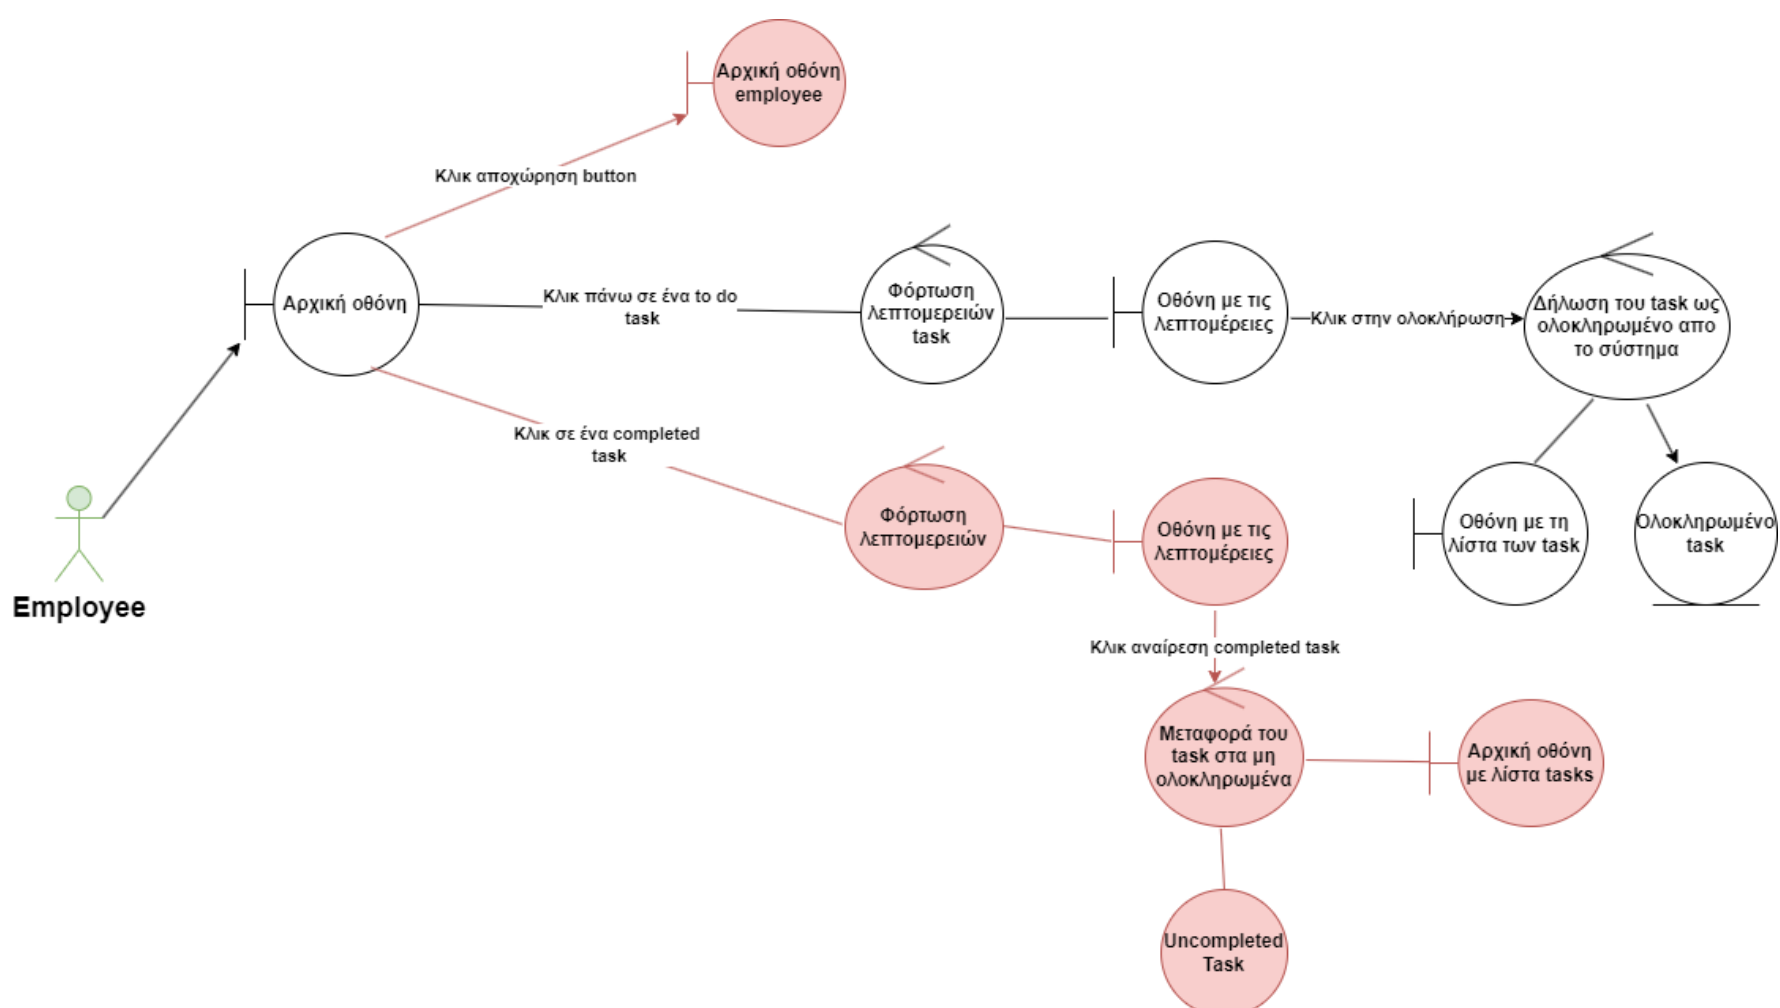 Αρχική οθόνη
employee
Κλικ αποχώρηση button
Αρχική οθόνη
Κλικ πάνω σε ένα to do
task
Φόρτωση
λεπτομερειών
task
Οθόνη με τις
λεπτομέρειες
Κλικ στην ολοκλήρωση
Δήλωση του task ως
ολοκληρωμένο απο
το σύστημα
Κλικ σε ένα completed
task
Φόρτωση
λεπτομερειών
Οθόνη με τις
λεπτομέρειες
Οθόνη με τη
λίστα των task
Ολοκληρωμένο
task
Employee
Κλικ αναίρεση completed task
Μεταφορά του
task στα μη
ολοκληρωμένα
Αρχική οθόνη
με λίστα tasks
Uncompleted
Task